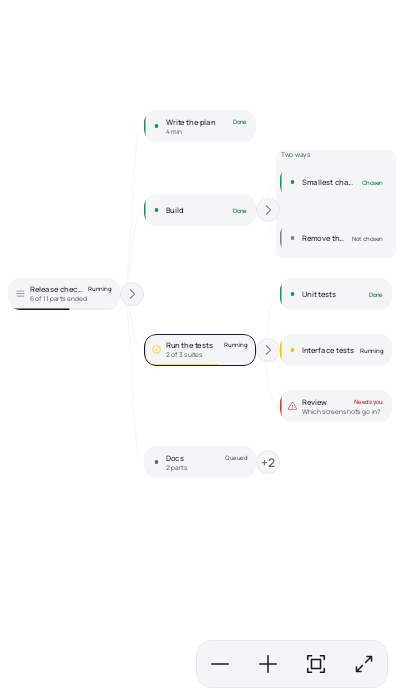 Write the plan
Done
4 min
Two ways
Smallest cha...
Chosen
Build
Done
Remove th...
Not chosen
Release chec...
Running
6 of 11 parts ended
Unit tests
Done
Run the tests
Running
2 of 3 suites
Interface tests
Running
Review
Needs you
Which screenshots go in?
Docs
Queued
2 parts
+2